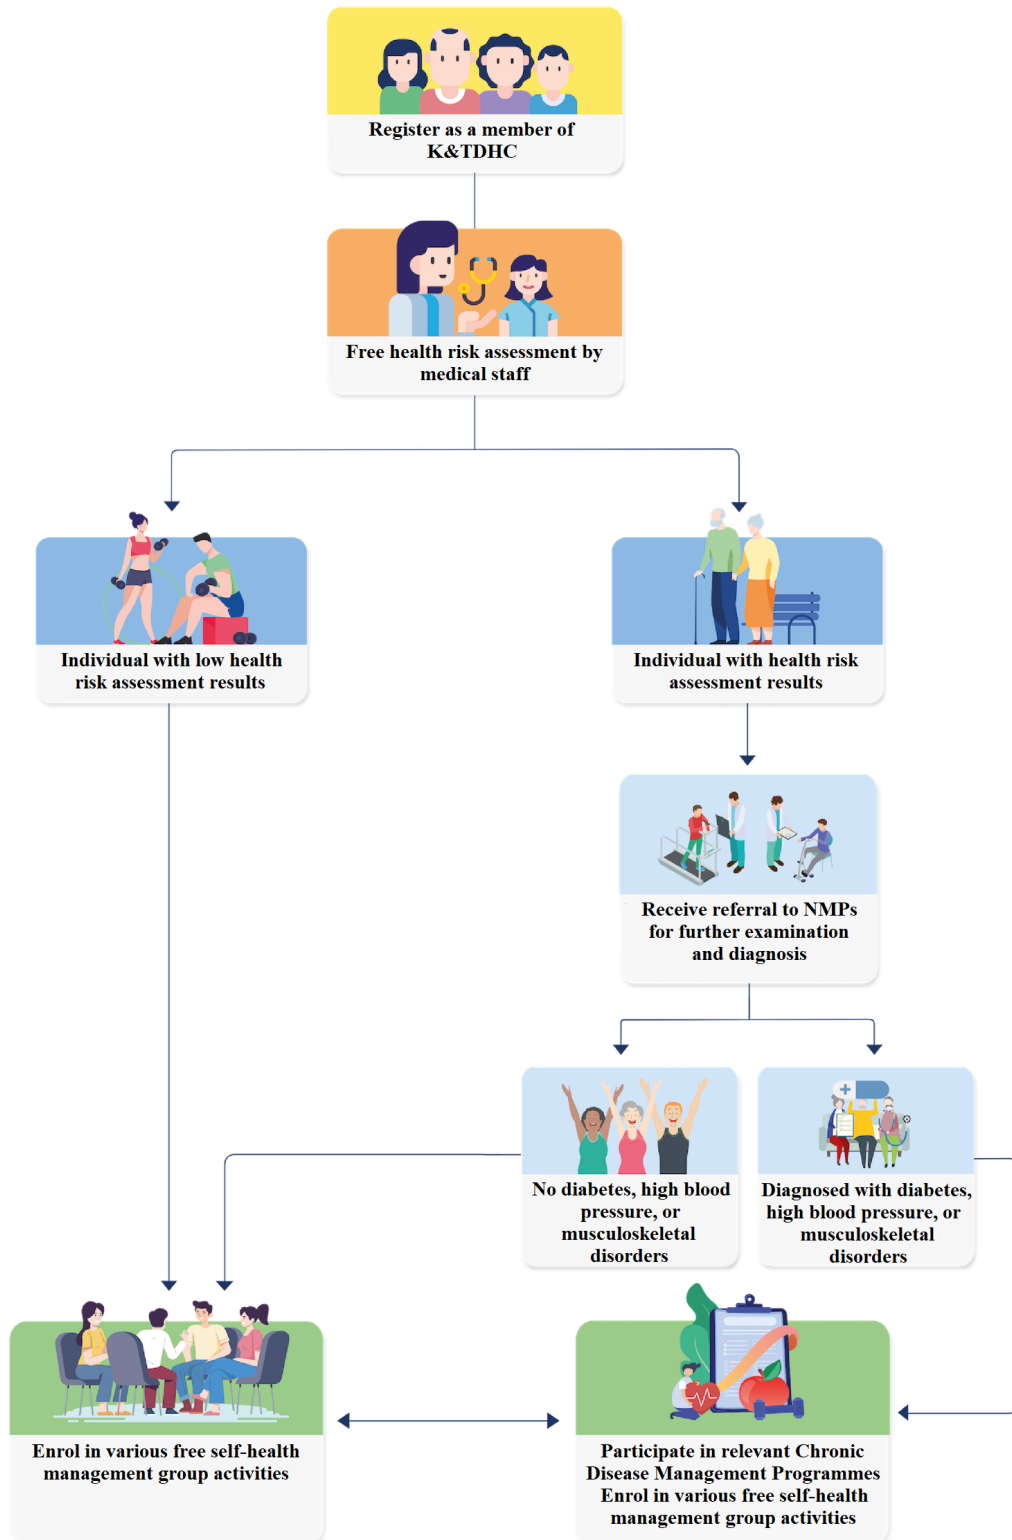 Register as a member of
K&TDHC
Free health risk assessment by
medical staff
Individual with low health
risk assessment results
Individual with health risk
assessment results
Receive referral to NMPs
for further examination
and diagnosis
No diabetes, high blood
pressure, or
musculoskeletal
disorders
Diagnosed with diabetes,
high blood pressure, or
musculoskeletal
disorders
Enrol in various free self-health
management group activities
Participate in relevant Chronic
Disease Management Programmes
Enrol in various free self-health
management group activities